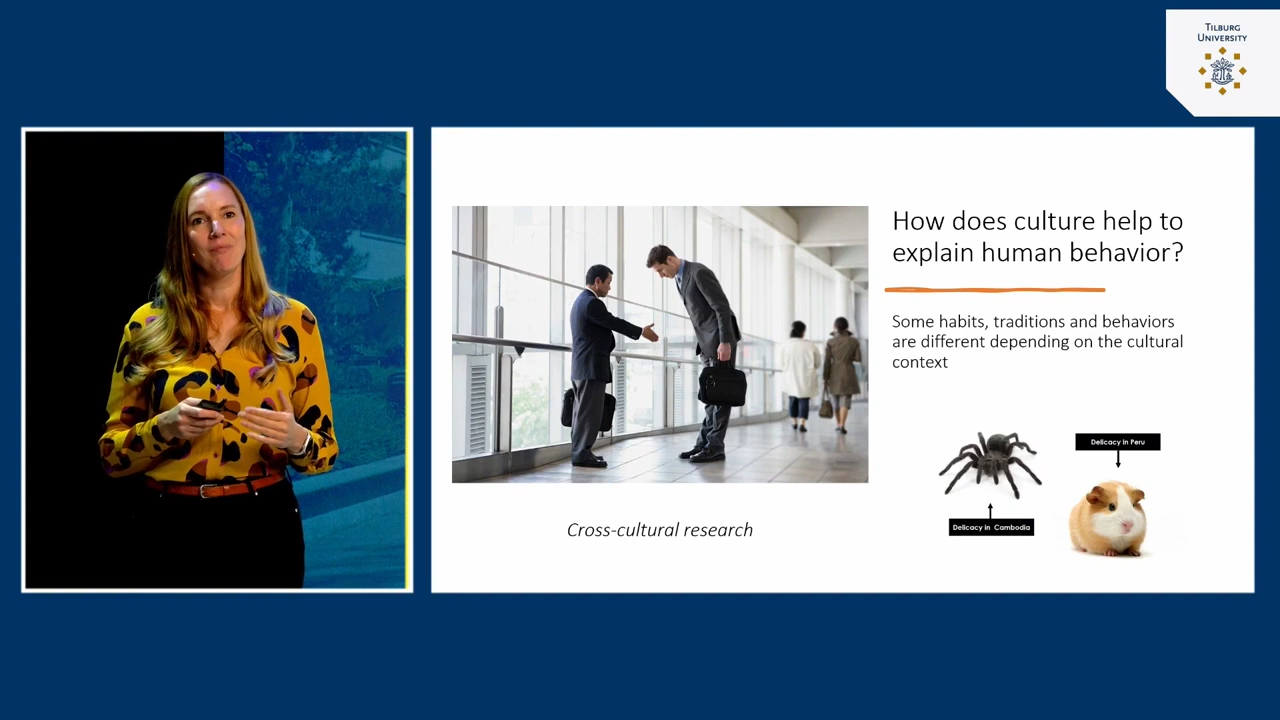 TILBURG
UNIVERSITY
How does culture help to
explain human behavior?
Some habits, traditions and behaviors
are different depending on the cultural
context
Delicacy in Peru
Delicacy in Cambodia
Cross-cultural research